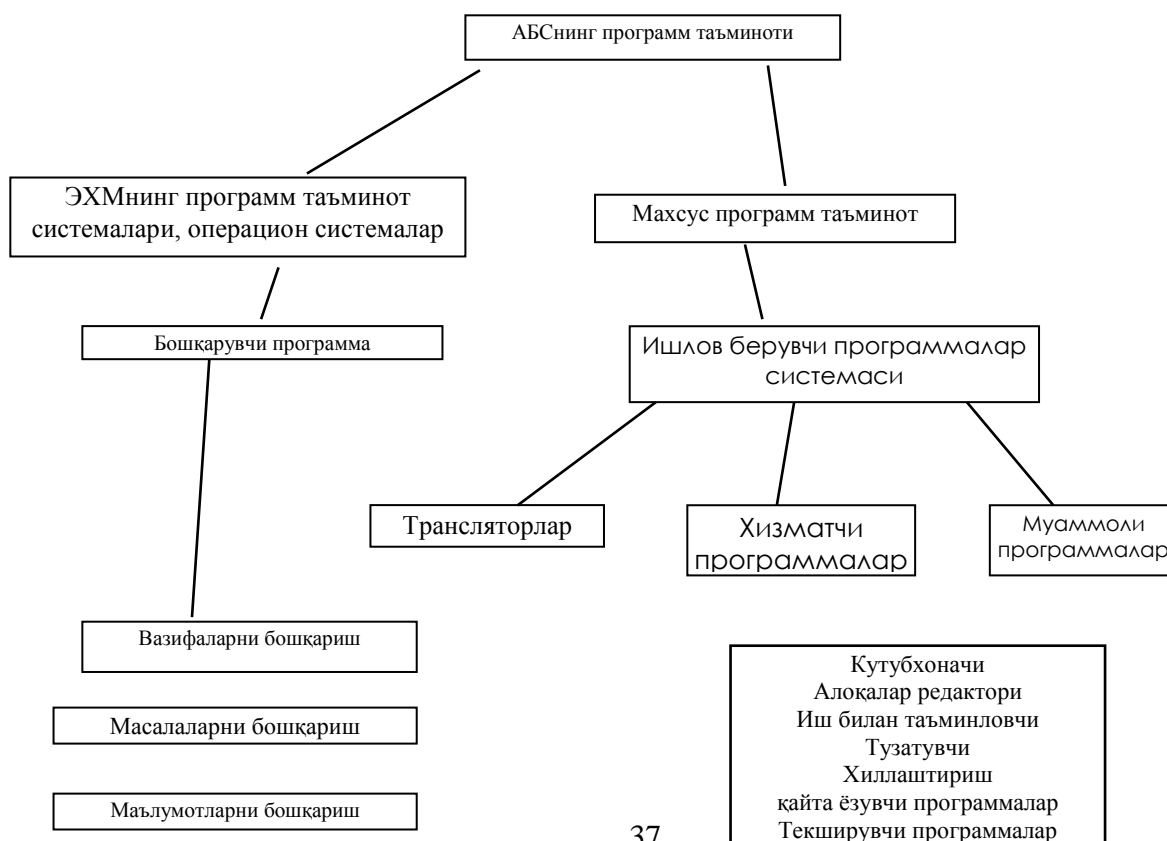 АБСнинг программ таъминоти
ЭХМнинг программ таъминот
системалари, операцион системалар
Махсус программ таъминот
Бошқарувчи программа
Ишлов берувчи программалар
системаси
Трансляторлар
Хизматчи
программалар
Муаммоли
программалар
Вазифаларни бошқариш
Масалаларни бошқариш
Маълумотларни бошқариш
Кутубхоначи
Алоқалар редактори
Иш билан таъминловчи
Тузатувчи
Хиллаштириш
қайта ёзувчи программалар
Текширувчи программалар
37